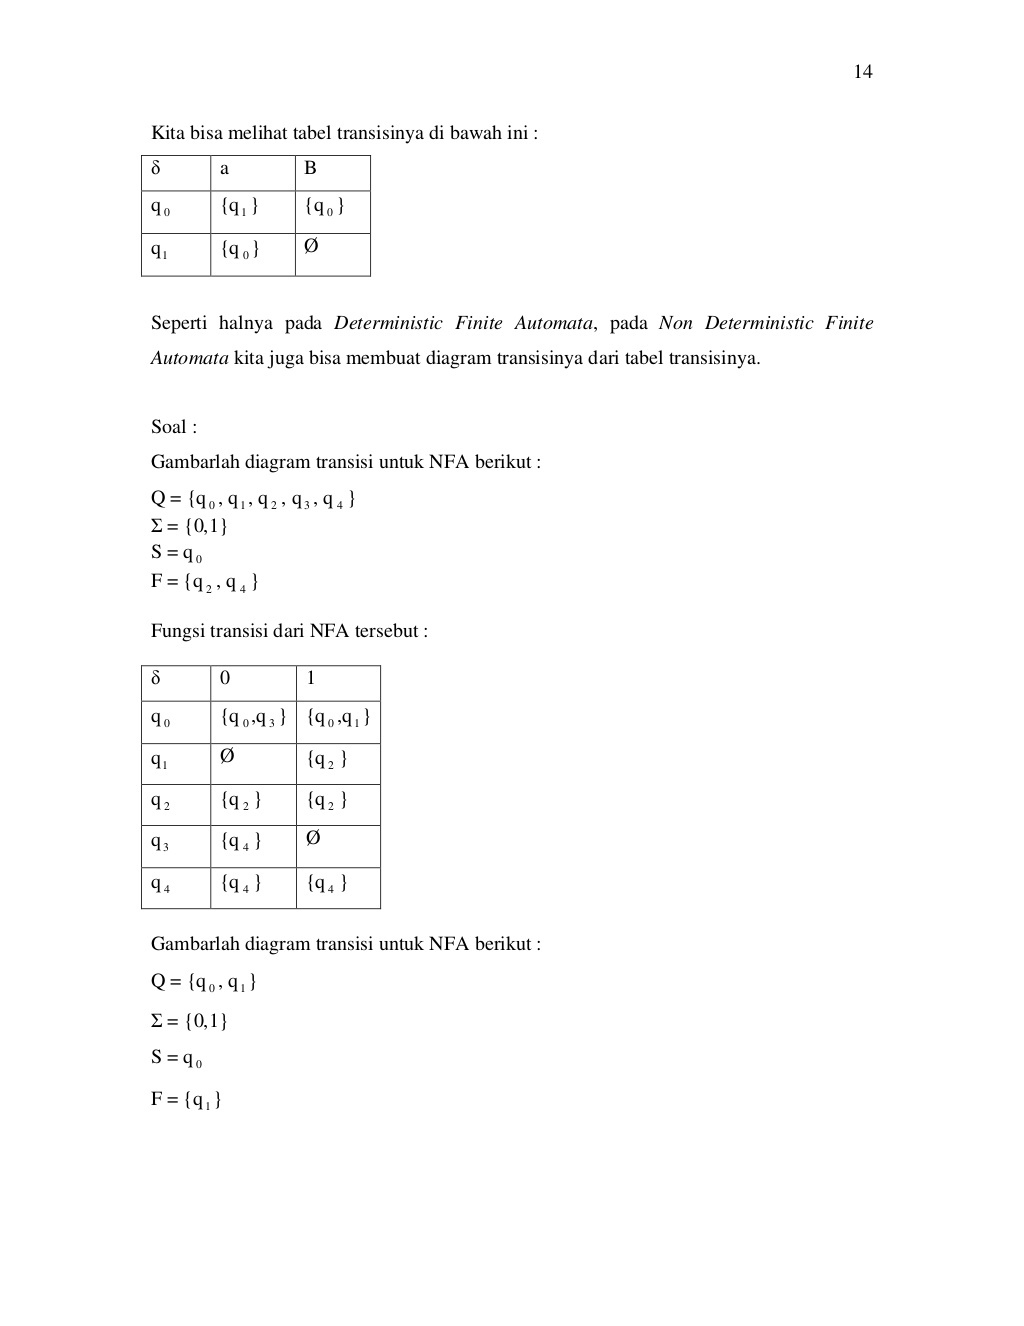 14
Kita bisa melihat tabel transisinya di bawah ini :
δ a B
q₀ {q₁} {q₀}
q₁ {q₀} Ø
Seperti halnya pada Deterministic Finite Automata, pada Non Deterministic Finite
Automata kita juga bisa membuat diagram transisinya dari tabel transisinya.
Soal :
Gambarlah diagram transisi untuk NFA berikut :
Q = {q₀, q₁, q₂, q₃, q₄}
Σ = {0,1}
S = q₀
F = {q₂, q₄}
Fungsi transisi dari NFA tersebut :
δ 0 1
q₀ {q₀,q₃} {q₀,q₁}
q₁ Ø {q₂}
q₂ {q₂} {q₂}
q₃ {q₄} Ø
q₄ {q₄} {q₄}
Gambarlah diagram transisi untuk NFA berikut :
Q = {q₀, q₁}
Σ = {0,1}
S = q₀
F = {q₁}